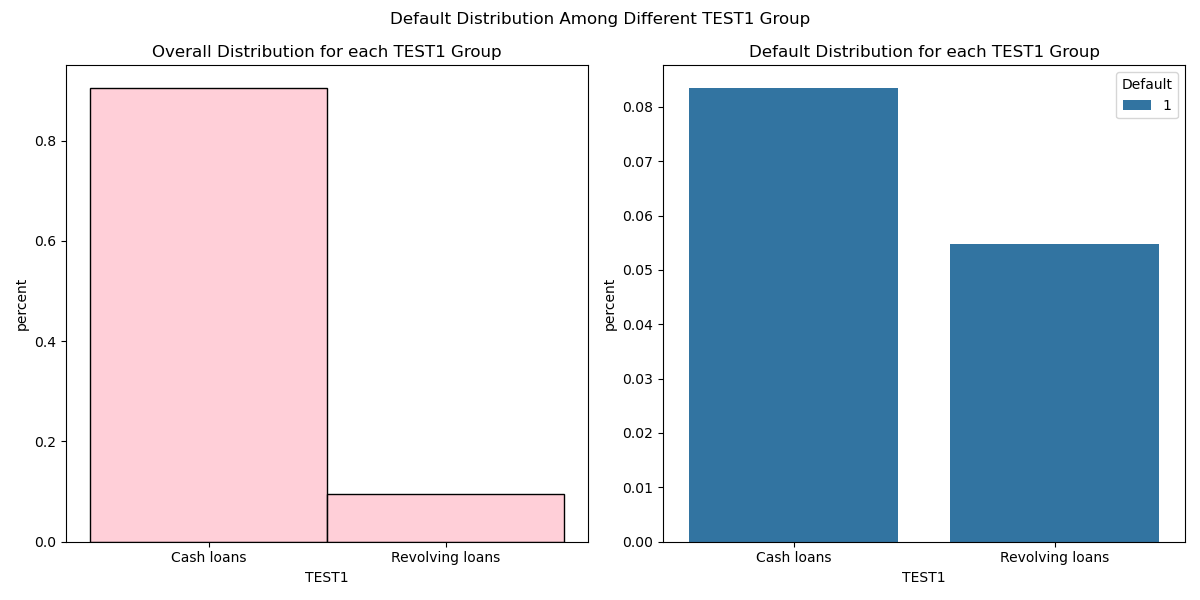 Default Distribution Among Different TEST1 Group
Overall Distribution for each TEST1 Group
percent
0.8
0.6
0.4
0.2
0.0
Cash loans
Revolving loans
TEST1
Default Distribution for each TEST1 Group
Default
1
percent
0.08
0.07
0.06
0.05
0.04
0.03
0.02
0.01
0.00
Cash loans
Revolving loans
TEST1